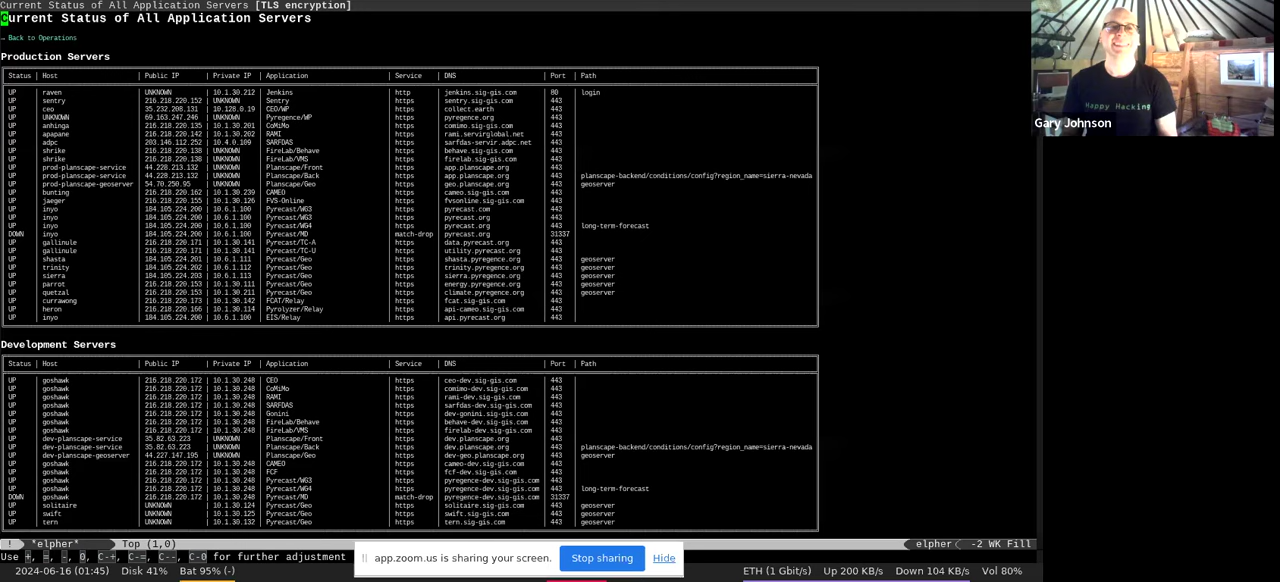 Current Status of All Application Servers [TLS encryption]
Current Status of All Application Servers
→ Back to Operations
Production Servers
Status | Host | Public IP | Private IP | Application | Service | DNS | Port | Path
UP | raven | UNKNOWN | 10.1.30.212 | Jenkins | http | jenkins.sig-gis.com | 80 | login
UP | sentry | 216.218.220.152 | UNKNOWN | Sentry | https | sentry.sig-gis.com | 443 |
UP | ceo | 35.232.208.131 | 10.128.0.19 | CEO/WP | https | collect.earth | 443 |
UP | UNKNOWN | 69.163.247.246 | UNKNOWN | Pyregence/WP | https | pyregence.org | 443 |
UP | anhinga | 216.218.220.135 | 10.1.30.201 | CoMiMo | https | comimo.sig-gis.com | 443 |
UP | apapane | 216.218.220.142 | 10.1.30.202 | RAMI | https | rami.servirglobal.net | 443 |
UP | adpc | 203.146.112.252 | 10.4.0.109 | SARFDAS | https | sarfdas-servir.adpc.net | 443 |
UP | shrike | 216.218.220.138 | UNKNOWN | FireLab/Behave | https | behave.sig-gis.com | 443 |
UP | shrike | 216.218.220.138 | UNKNOWN | FireLab/VMS | https | firelab.sig-gis.com | 443 |
UP | prod-planscape-service | 44.228.213.132 | UNKNOWN | Planscape/Front | https | app.planscape.org | 443 |
UP | prod-planscape-service | 44.228.213.132 | UNKNOWN | Planscape/Back | https | app.planscape.org | 443 | planscape-backend/conditions/config?region_name=sierra-nevada
UP | prod-planscape-geoserver | 54.70.250.95 | UNKNOWN | Planscape/Geo | https | geo.planscape.org | 443 | geoserver
UP | bunting | 216.218.220.162 | 10.1.30.239 | CAMEO | https | cameo.sig-gis.com | 443 |
UP | jaeger | 216.218.220.155 | 10.1.30.126 | FVS-Online | https | fvsonline.sig-gis.com | 443 |
UP | inyo | 184.105.224.200 | 10.6.1.100 | Pyrecast/WG3 | https | pyrecast.com | 443 |
UP | inyo | 184.105.224.200 | 10.6.1.100 | Pyrecast/WG3 | https | pyrecast.org | 443 |
UP | inyo | 184.105.224.200 | 10.6.1.100 | Pyrecast/WG4 | https | pyrecast.org | 443 | long-term-forecast
DOWN | inyo | 184.105.224.200 | 10.6.1.100 | Pyrecast/MD | match-drop | pyrecast.org | 31337 |
UP | gallinule | 216.218.220.171 | 10.1.30.141 | Pyrecast/TC-A | https | data.pyrecast.org | 443 |
UP | gallinule | 216.218.220.171 | 10.1.30.141 | Pyrecast/TC-U | https | utility.pyrecast.org | 443 |
UP | shasta | 184.105.224.201 | 10.6.1.111 | Pyrecast/Geo | https | shasta.pyregence.org | 443 | geoserver
UP | trinity | 184.105.224.202 | 10.6.1.112 | Pyrecast/Geo | https | trinity.pyregence.org | 443 | geoserver
UP | sierra | 184.105.224.203 | 10.6.1.113 | Pyrecast/Geo | https | sierra.pyregence.org | 443 | geoserver
UP | parrot | 216.218.220.153 | 10.1.30.111 | Pyrecast/Geo | https | energy.pyregence.org | 443 | geoserver
UP | quetzal | 216.218.220.153 | 10.1.30.211 | Pyrecast/Geo | https | climate.pyregence.org | 443 | geoserver
UP | currawong | 216.218.220.173 | 10.1.30.142 | FCAT/Relay | https | fcat.sig-gis.com | 443 |
UP | heron | 216.218.220.166 | 10.1.30.114 | Pyrolyzer/Relay | https | api-cameo.sig-gis.com | 443 |
UP | inyo | 184.105.224.200 | 10.6.1.100 | EIS/Relay | https | api.pyrecast.org | 443 |
Development Servers
Status | Host | Public IP | Private IP | Application | Service | DNS | Port | Path
UP | goshawk | 216.218.220.172 | 10.1.30.248 | CEO | https | ceo-dev.sig-gis.com | 443 |
UP | goshawk | 216.218.220.172 | 10.1.30.248 | CoMiMo | https | comimo-dev.sig-gis.com | 443 |
UP | goshawk | 216.218.220.172 | 10.1.30.248 | RAMI | https | rami-dev.sig-gis.com | 443 |
UP | goshawk | 216.218.220.172 | 10.1.30.248 | SARFDAS | https | sarfdas-dev.sig-gis.com | 443 |
UP | goshawk | 216.218.220.172 | 10.1.30.248 | Gonini | https | dev-gonini.sig-gis.com | 443 |
UP | goshawk | 216.218.220.172 | 10.1.30.248 | FireLab/Behave | https | behave-dev.sig-gis.com | 443 |
UP | goshawk | 216.218.220.172 | 10.1.30.248 | FireLab/VMS | https | firelab-dev.sig-gis.com | 443 |
UP | dev-planscape-service | 35.82.63.223 | UNKNOWN | Planscape/Front | https | dev.planscape.org | 443 |
UP | dev-planscape-service | 35.82.63.223 | UNKNOWN | Planscape/Back | https | dev.planscape.org | 443 | planscape-backend/conditions/config?region_name=sierra-nevada
UP | dev-planscape-geoserver | 44.227.147.195 | UNKNOWN | Planscape/Geo | https | dev-geo.planscape.org | 443 | geoserver
UP | goshawk | 216.218.220.172 | 10.1.30.248 | CAMEO | https | cameo-dev.sig-gis.com | 443 |
UP | goshawk | 216.218.220.172 | 10.1.30.248 | FCF | https | fcf-dev.sig-gis.com | 443 |
UP | goshawk | 216.218.220.172 | 10.1.30.248 | Pyrecast/WG3 | https | pyregence-dev.sig-gis.com | 443 |
UP | goshawk | 216.218.220.172 | 10.1.30.248 | Pyrecast/WG4 | https | pyregence-dev.sig-gis.com | 443 | long-term-forecast
DOWN | goshawk | 216.218.220.172 | 10.1.30.248 | Pyrecast/MD | match-drop | pyregence-dev.sig-gis.com | 31337 |
UP | solitaire | UNKNOWN | 10.1.30.124 | Pyrecast/Geo | https | solitaire.sig-gis.com | 443 | geoserver
UP | swift | UNKNOWN | 10.1.30.125 | Pyrecast/Geo | https | swift.sig-gis.com | 443 | geoserver
UP | tern | UNKNOWN | 10.1.30.132 | Pyrecast/Geo | https | tern.sig-gis.com | 443 | geoserver
! *elpher* Top (1,0) elpher -2 WK Fill
Use +, =, -, 0, C-+, C-=, C--, C-0 for further adjustment
app.zoom.us is sharing your screen. Stop sharing Hide
2024-06-16 (01:45) Disk 41% Bat 95% (-) ETH (1 Gbit/s) Up 200 KB/s Down 104 KB/s Vol 80%
Happy Hacking
Gary Johnson